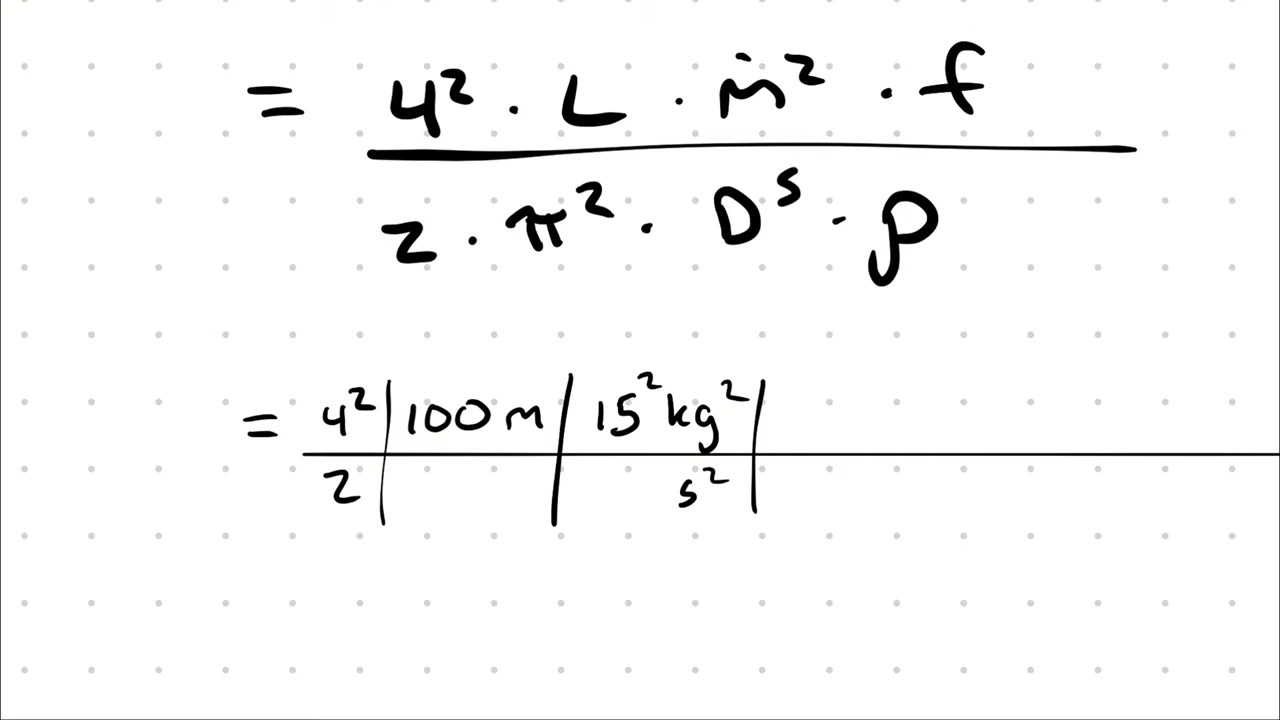 = 4² · L · ṁ² · f
2 · π² · D⁵ · ρ
= 4² | 100 m | 15² kg² |
2 | | s² |